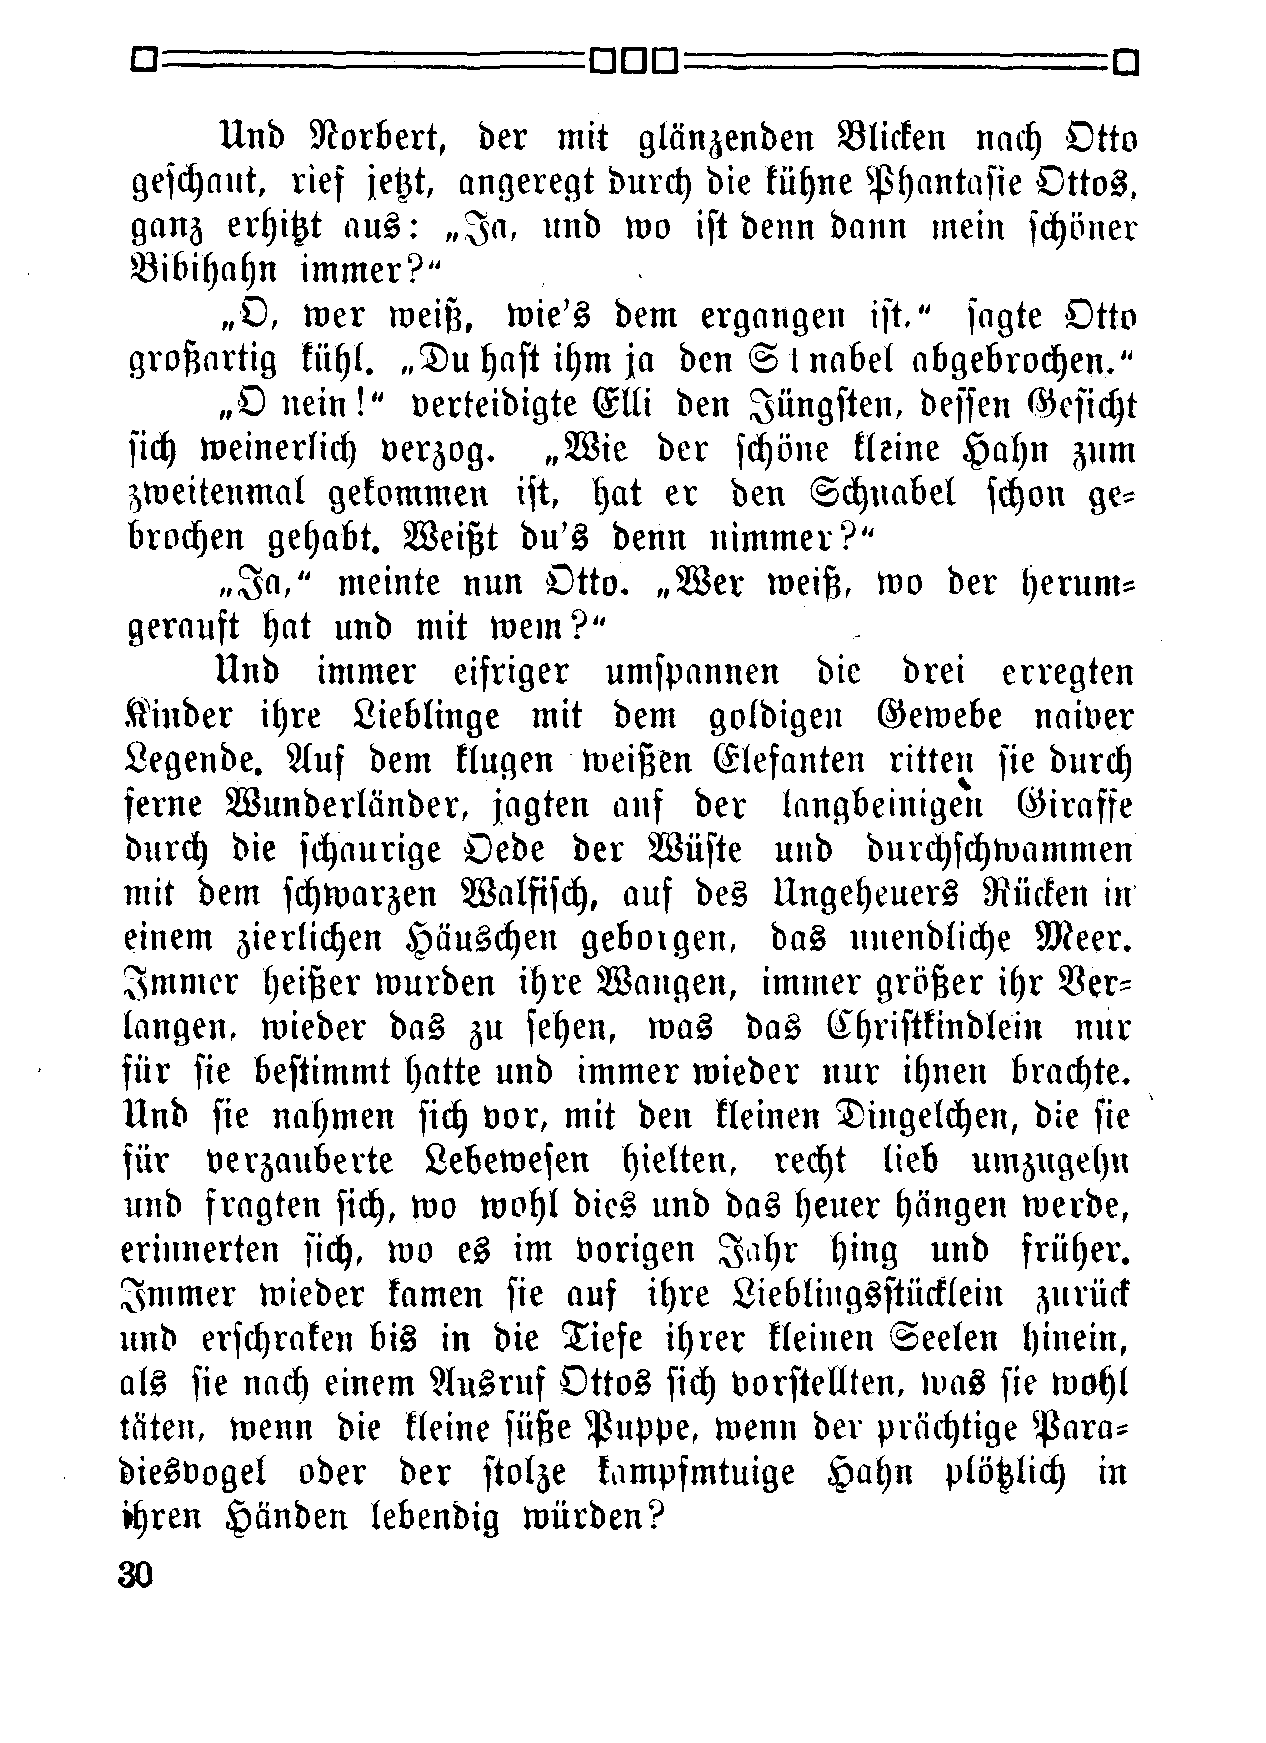 Und Norbert, der mit glänzenden Blicken nach Otto
geschaut, rief jetzt, angeregt durch die kühne Phantasie Ottos,
ganz erhitzt aus: „Ja, und wo ist denn dann mein schöner
Bibihahn immer?“
„O, wer weiß, wie's dem ergangen ist.“ sagte Otto
großartig kühl. „Du hast ihm ja den S 1 nabel abgebrochen.“
„O nein!“ verteidigte Elli den Jüngsten, dessen Gesicht
sich weinerlich verzog. „Wie der schöne kleine Hahn zum
zweitenmal gekommen ist, hat er den Schnabel schon ge-
brochen gehabt. Weißt du's denn nimmer?“
„Ja,“ meinte nun Otto. „Wer weiß, wo der herum-
gerauft hat und mit wem?“
Und immer eifriger umspannen die drei erregten
Kinder ihre Lieblinge mit dem goldigen Gewebe naiver
Legende. Auf dem klugen weißen Elefanten ritten sie durch
ferne Wunderländer, jagten auf der langbeinigen Giraffe
durch die schaurige Oede der Wüste und durchschwammen
mit dem schwarzen Walfisch, auf des Ungeheuers Rücken in
einem zierlichen Häuschen geborgen, das unendliche Meer.
Immer heißer wurden ihre Wangen, immer größer ihr Ver-
langen, wieder das zu sehen, was das Christkindlein nur
für sie bestimmt hatte und immer wieder nur ihnen brachte.
Und sie nahmen sich vor, mit den kleinen Dingelchen, die sie
für verzauberte Lebewesen hielten, recht lieb umzugehn
und fragten sich, wo wohl dies und das heuer hängen werde,
erinnerten sich, wo es im vorigen Jahr hing und früher.
Immer wieder kamen sie auf ihre Lieblingsstücklein zurück
und erschraken bis in die Tiefe ihrer kleinen Seelen hinein,
als sie nach einem Ausruf Ottos sich vorstellten, was sie wohl
täten, wenn die kleine süße Puppe, wenn der prächtige Para-
diesvogel oder der stolze kampfmtuige Hahn plötzlich in
ihren Händen lebendig würden?
30